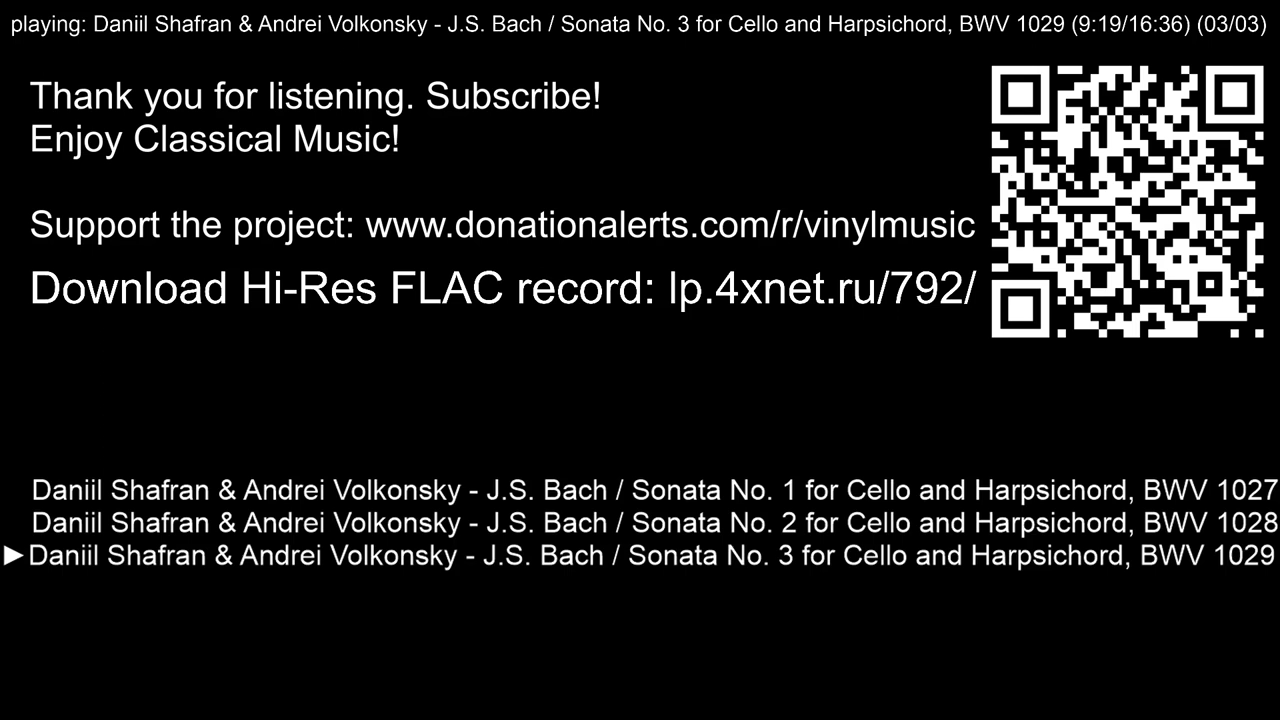 playing: Daniil Shafran & Andrei Volkonsky - J.S. Bach / Sonata No. 3 for Cello and Harpsichord, BWV 1029 (9:19/16:36) (03/03)
Thank you for listening. Subscribe!
Enjoy Classical Music!
Support the project: www.donationalerts.com/r/vinylmusic
Download Hi-Res FLAC record: lp.4xnet.ru/792/
Daniil Shafran & Andrei Volkonsky - J.S. Bach / Sonata No. 1 for Cello and Harpsichord, BWV 1027
Daniil Shafran & Andrei Volkonsky - J.S. Bach / Sonata No. 2 for Cello and Harpsichord, BWV 1028
►Daniil Shafran & Andrei Volkonsky - J.S. Bach / Sonata No. 3 for Cello and Harpsichord, BWV 1029